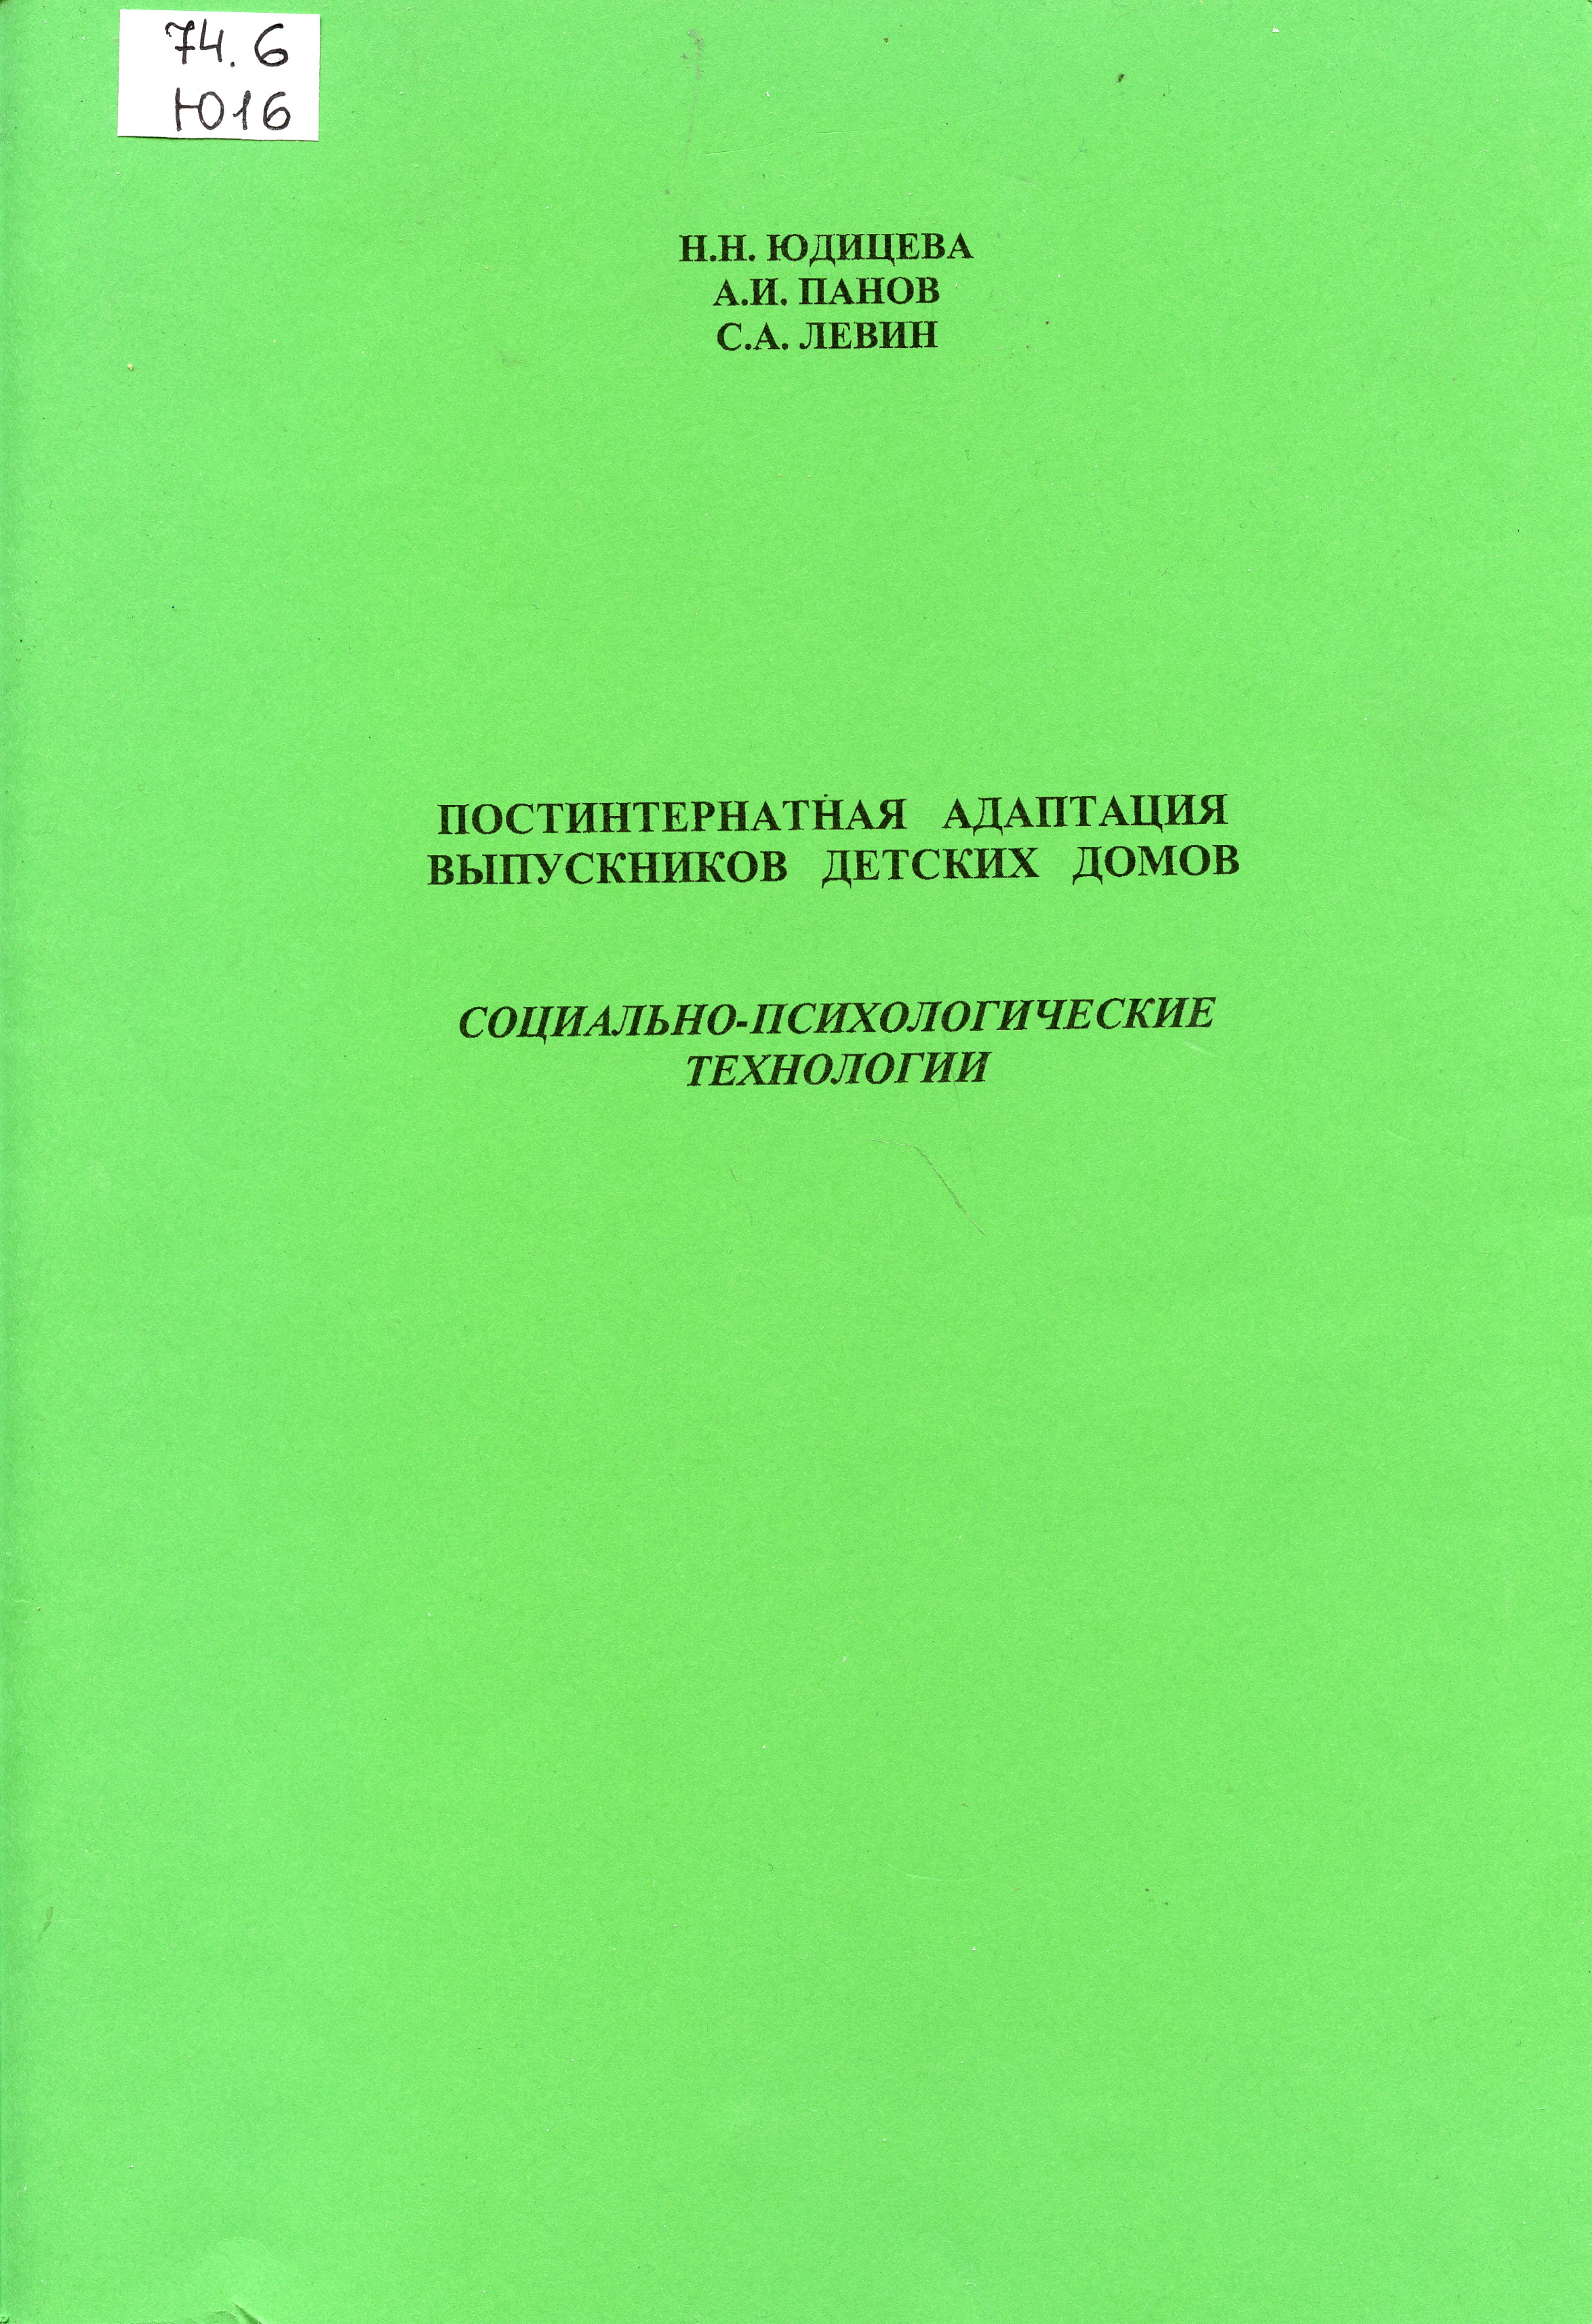 74.6
Ю16
Н.Н. ЮДИЦЕВА
А.И. ПАНОВ
С.А. ЛЕВИН
ПОСТИНТЕРНАТНАЯ АДАПТАЦИЯ
ВЫПУСКНИКОВ ДЕТСКИХ ДОМОВ
СОЦИАЛЬНО-ПСИХОЛОГИЧЕСКИЕ
ТЕХНОЛОГИИ